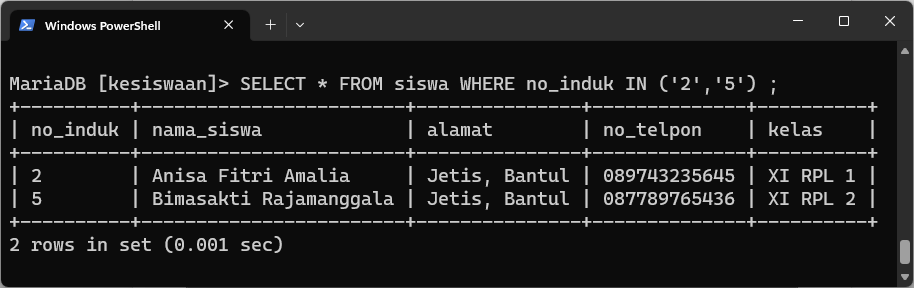 Windows PowerShell
MariaDB [kesiswaan]> SELECT * FROM siswa WHERE no_induk IN ('2','5') ;
+-----------+------------------------+---------------+--------------+----------+
| no_induk | nama_siswa | alamat | no_telpon | kelas |
+-----------+------------------------+---------------+--------------+----------+
| 2 | Anisa Fitri Amalia | Jetis, Bantul | 089743235645 | XI RPL 1 |
| 5 | Bimasakti Rajamanggala | Jetis, Bantul | 087789765436 | XI RPL 2 |
+-----------+------------------------+---------------+--------------+----------+
2 rows in set (0.001 sec)